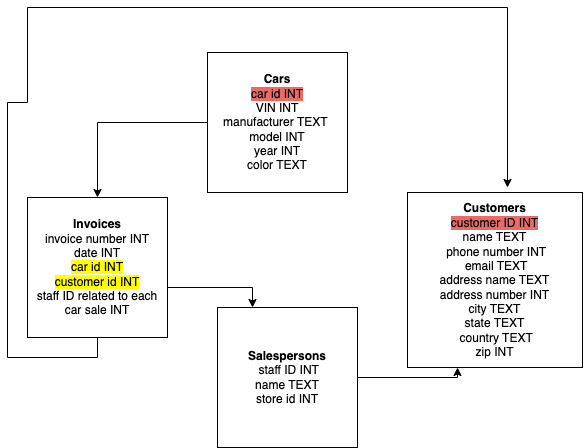 Cars
car id INT
VIN INT
manufacturer TEXT
model INT
year INT
color TEXT
Invoices
invoice number INT
date INT
car id INT
customer id INT
staff ID related to each
car sale INT
Customers
customer ID INT
name TEXT
phone number INT
email TEXT
address name TEXT
address number INT
city TEXT
state TEXT
country TEXT
zip INT
Salespersons
staff ID INT
name TEXT
store id INT